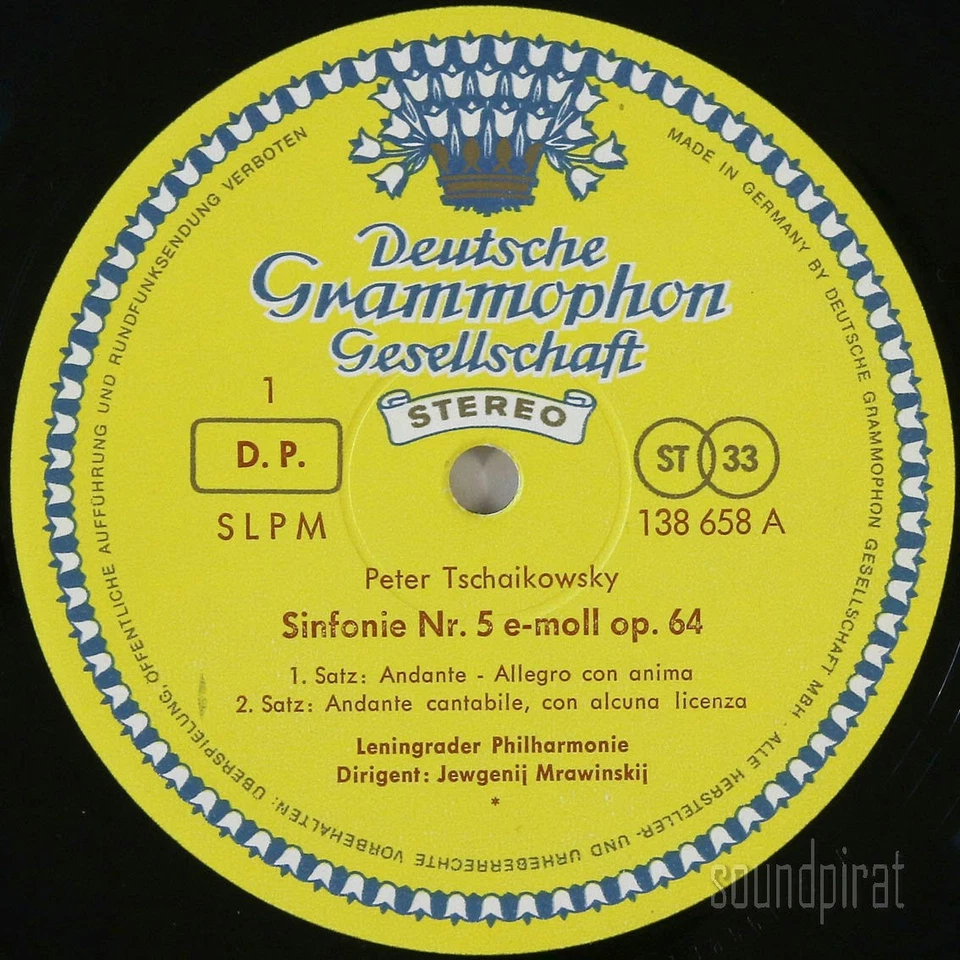 Deutsche
Grammophon
Gesellschaft
STEREO
1
D. P.
SLPM
ST 33
138 658 A
Peter Tschaikowsky
Sinfonie Nr. 5 e-moll op. 64
1. Satz: Andante - Allegro con anima
2. Satz: Andante cantabile, con alcuna licenza
Leningrader Philharmonie
Dirigent: Jewgenij Mrawinskij
*
MADE IN GERMANY BY DEUTSCHE GRAMMOPHON GESELLSCHAFT MBH · ALLE HERSTELLER- UND URHEBERRECHTE VORBEHALTEN: ÜBERSPIELUNG, ÖFFENTLICHE AUFFÜHRUNG UND RUNDFUNKSENDUNG VERBOTEN
soundpirat